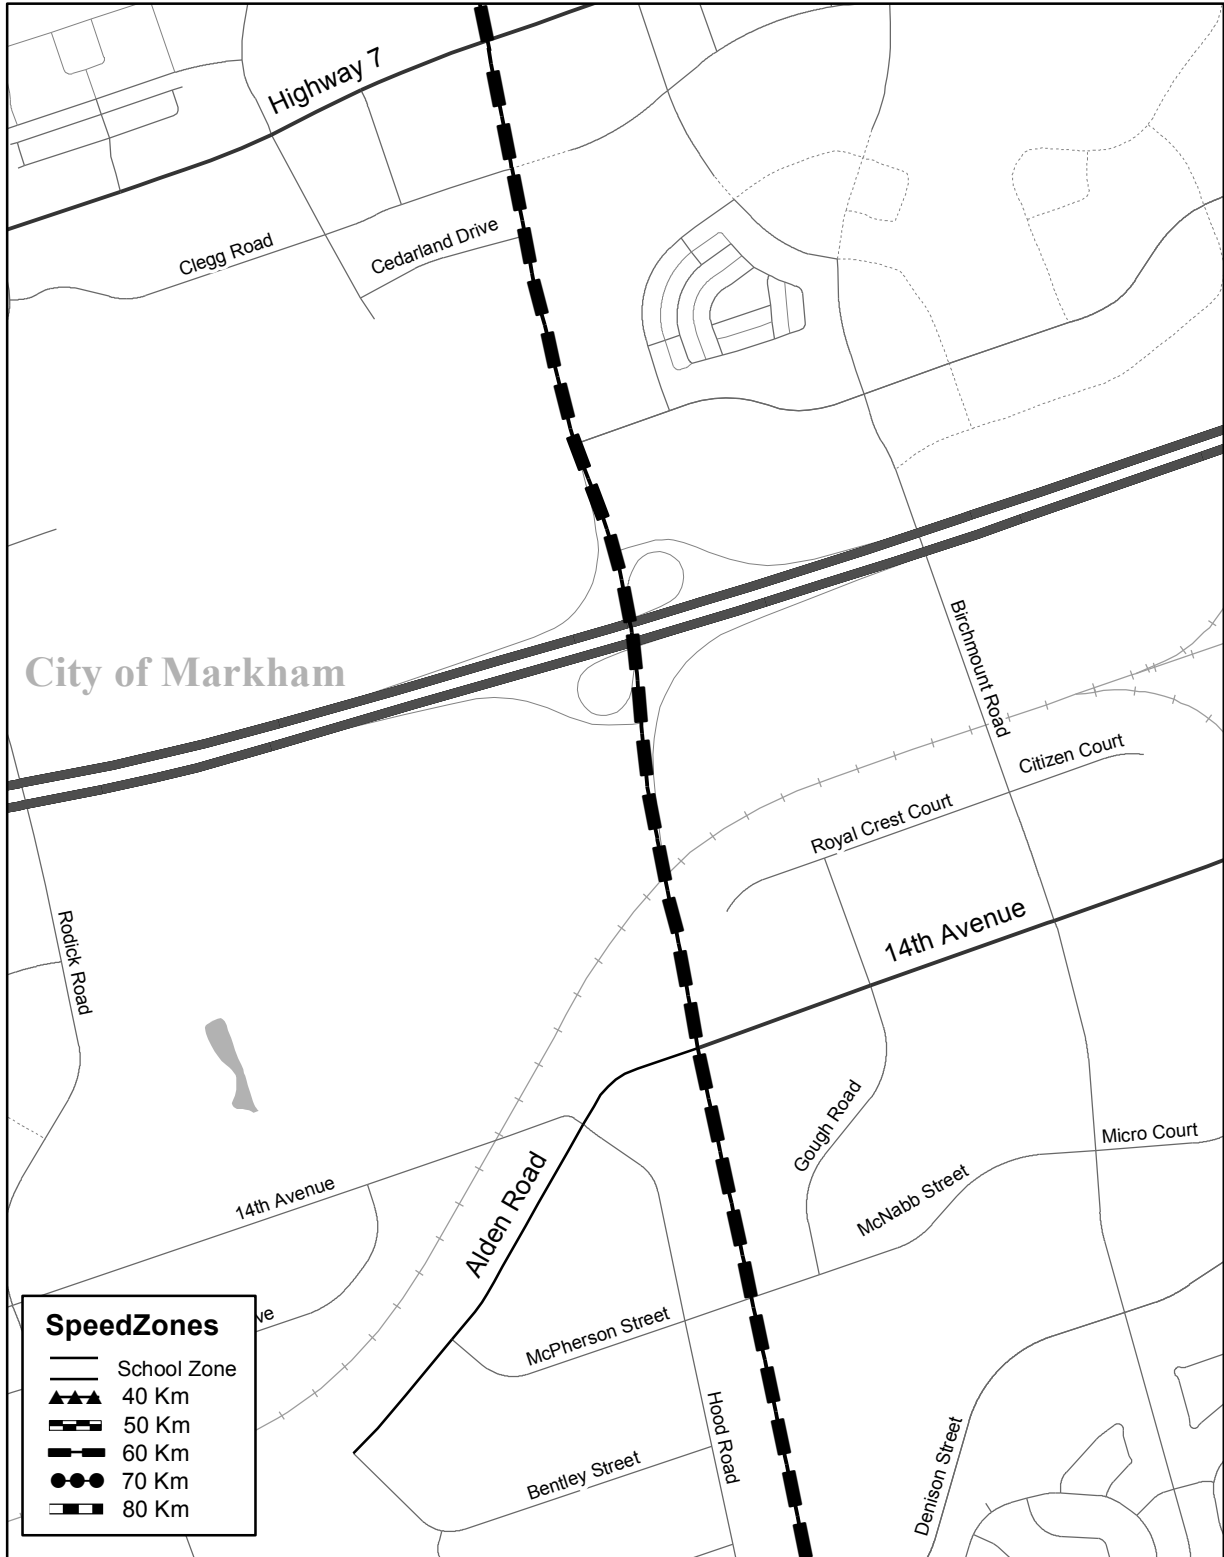 Highway 7
Clegg Road
Cedarland Drive
City of Markham
Birchmount Road
Citizen Court
Royal Crest Court
Rodick Road
14th Avenue
Gough Road
Micro Court
McNabb Street
Alden Road
14th Avenue
McPherson Street
Hood Road
Bentley Street
Denison Street
ve
SpeedZones
School Zone
40 Km
50 Km
60 Km
70 Km
80 Km